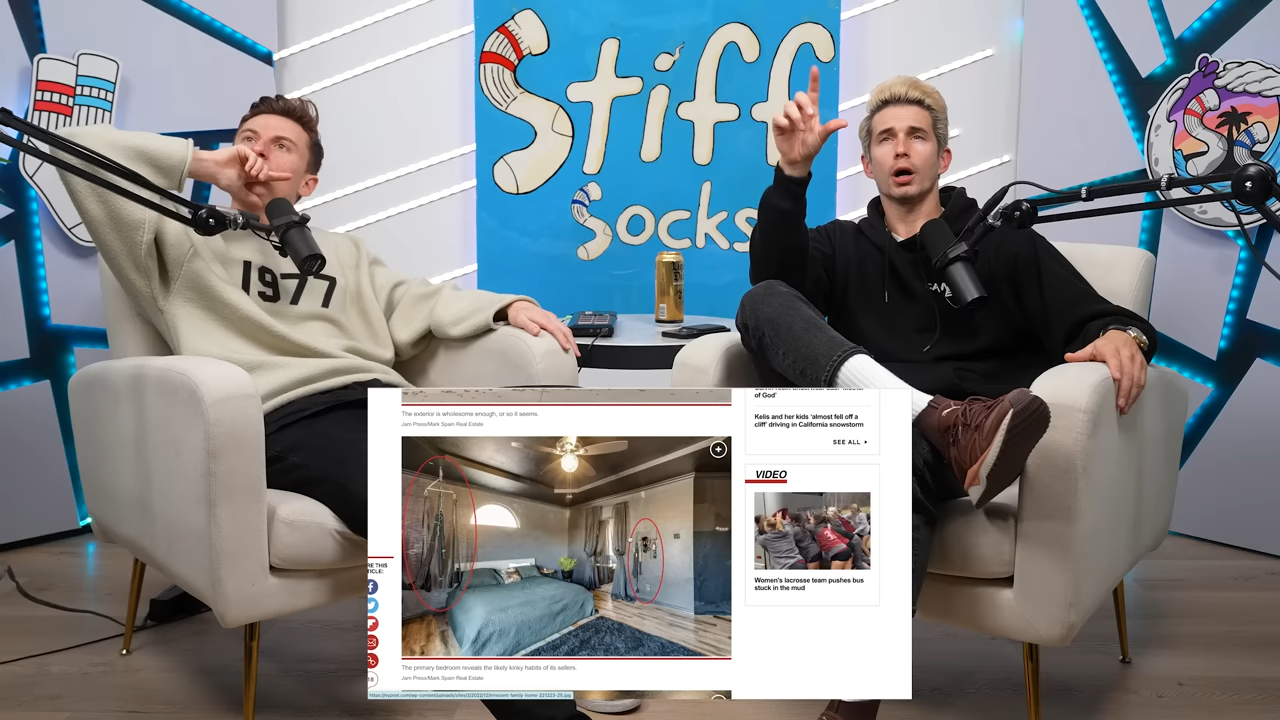 Stiff
Socks
1977
of God'
Kelis and her kids 'almost fell off a
cliff' driving in California snowstorm
SEE ALL
VIDEO
Women's lacrosse team pushes bus
stuck in the mud
The exterior is wholesome enough, or so it seems.
Jam Press/Mark Spain Real Estate
The primary bedroom reveals the likely kinky habits of its sellers.
Jam Press/Mark Spain Real Estate